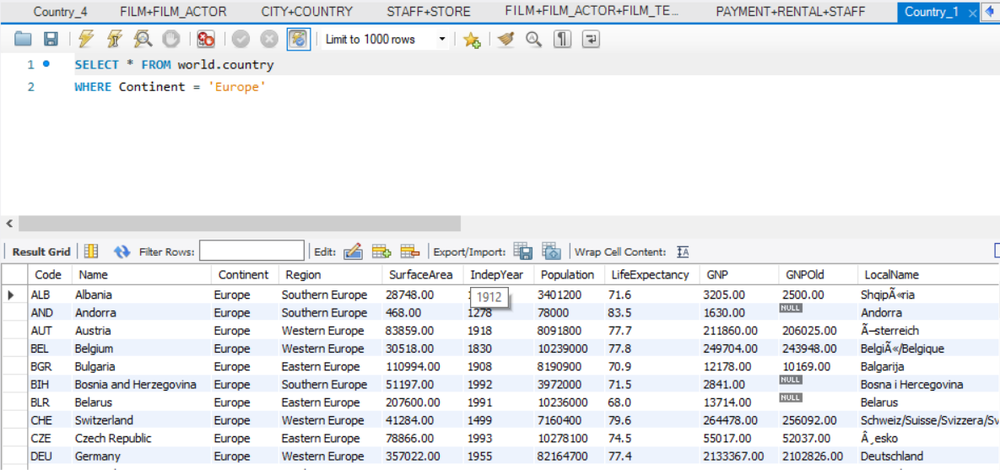 Country_4 FILM+FILM_ACTOR CITY+COUNTRY STAFF+STORE FILM+FILM_ACTOR+FILM_TE... PAYMENT+RENTAL+STAFF Country_1
Limit to 1000 rows
1 SELECT * FROM world.country
2 WHERE Continent = 'Europe'
Result Grid Filter Rows: Edit: Export/Import: Wrap Cell Content: IA
Code Name Continent Region SurfaceArea IndepYear Population LifeExpectancy GNP GNPOld LocalName
ALB Albania Europe Southern Europe 28748.00 1912 3401200 71.6 3205.00 2500.00 ShqipÃ«ria
AND Andorra Europe Southern Europe 468.00 1278 78000 83.5 1630.00 NULL Andorra
AUT Austria Europe Western Europe 83859.00 1918 8091800 77.7 211860.00 206025.00 Ã–sterreich
BEL Belgium Europe Western Europe 30518.00 1830 10239000 77.8 249704.00 243948.00 BelgiÃ«/Belgique
BGR Bulgaria Europe Eastern Europe 110994.00 1908 8190900 70.9 12178.00 10169.00 Balgarija
BIH Bosnia and Herzegovina Europe Southern Europe 51197.00 1992 3972000 71.5 2841.00 NULL Bosna i Hercegovina
BLR Belarus Europe Eastern Europe 207600.00 1991 10236000 68.0 13714.00 NULL Belarus
CHE Switzerland Europe Western Europe 41284.00 1499 7160400 79.6 264478.00 256092.00 Schweiz/Suisse/Svizzera/Sv
CZE Czech Republic Europe Eastern Europe 78866.00 1993 10278100 74.5 55017.00 52037.00 Â¸esko
DEU Germany Europe Western Europe 357022.00 1955 82164700 77.4 2133367.00 2102826.00 Deutschland